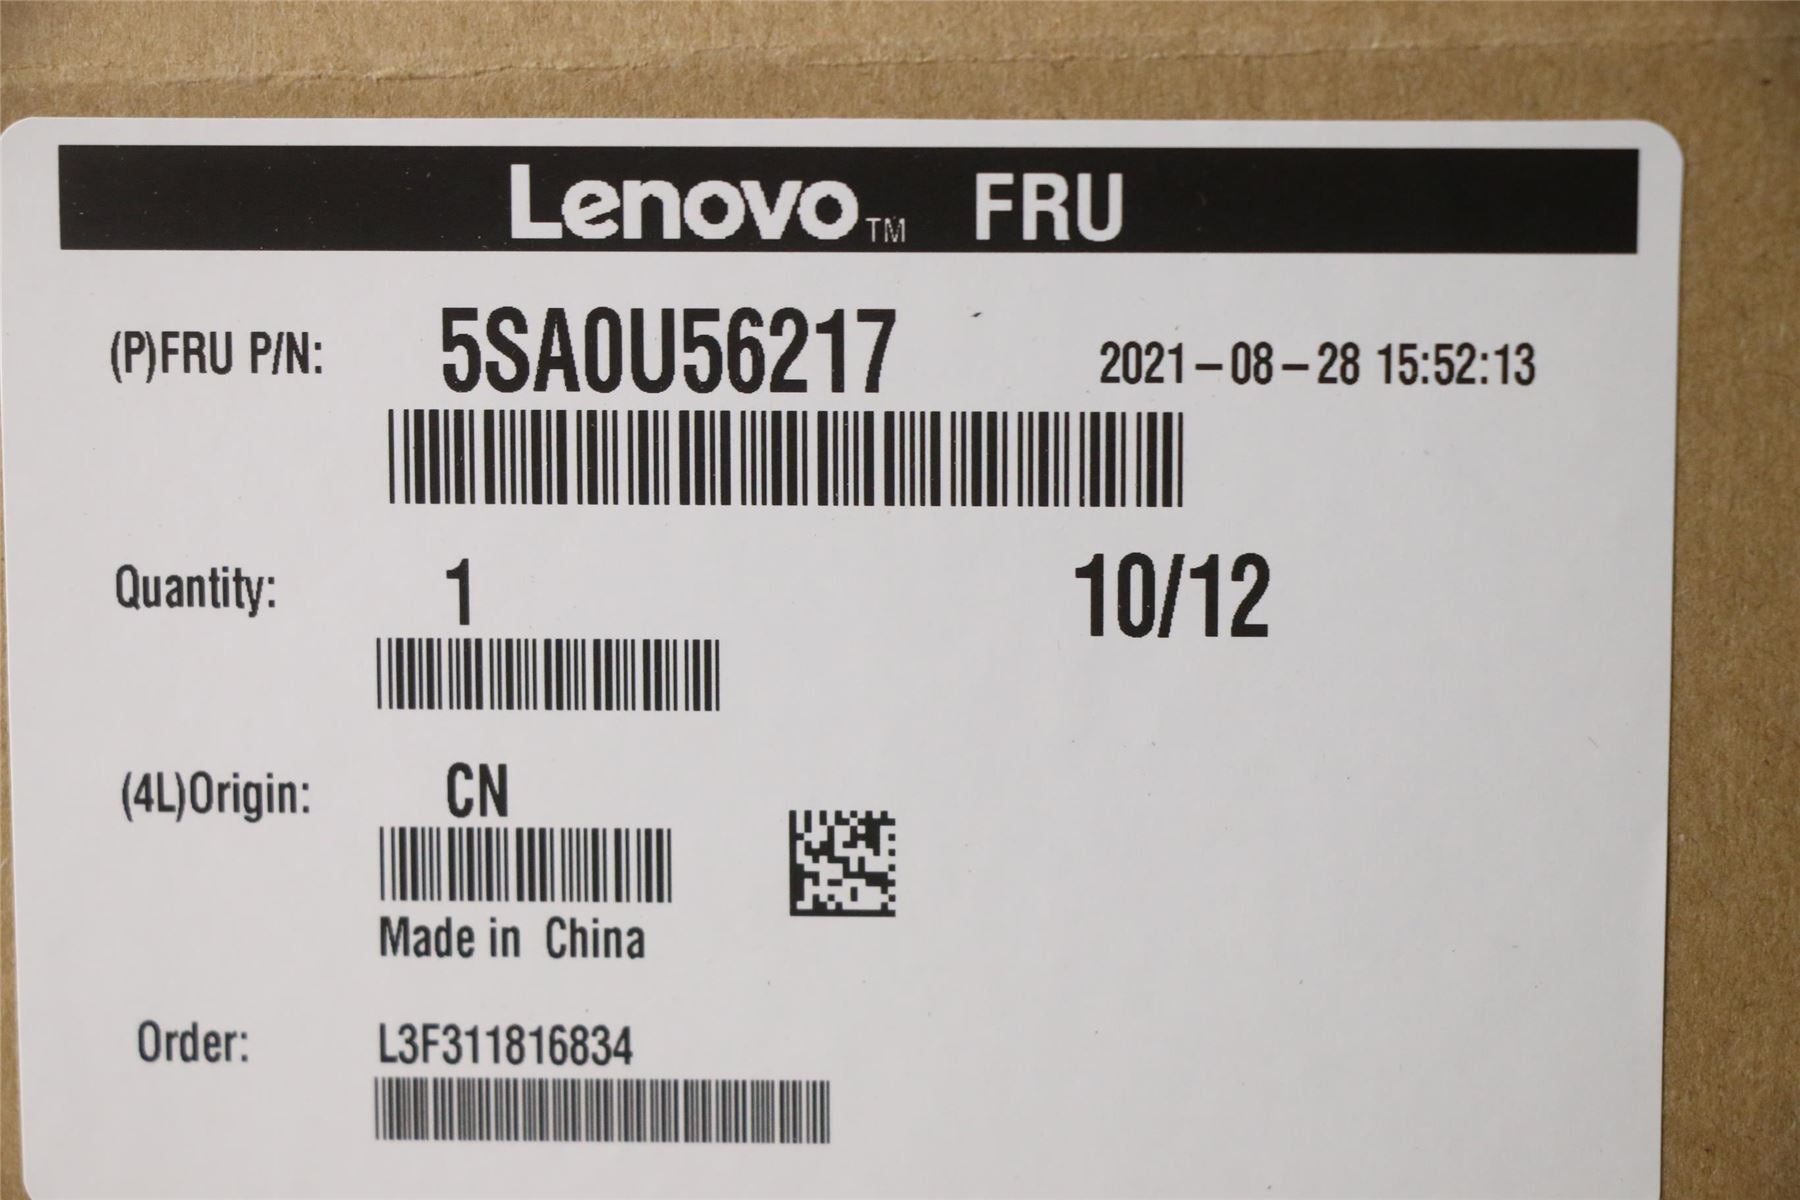 Lenovo™ FRU
(P)FRU P/N: 5SA0U56217 2021-08-28 15:52:13
Quantity: 1 10/12
(4L)Origin: CN
Made in China
Order: L3F311816834